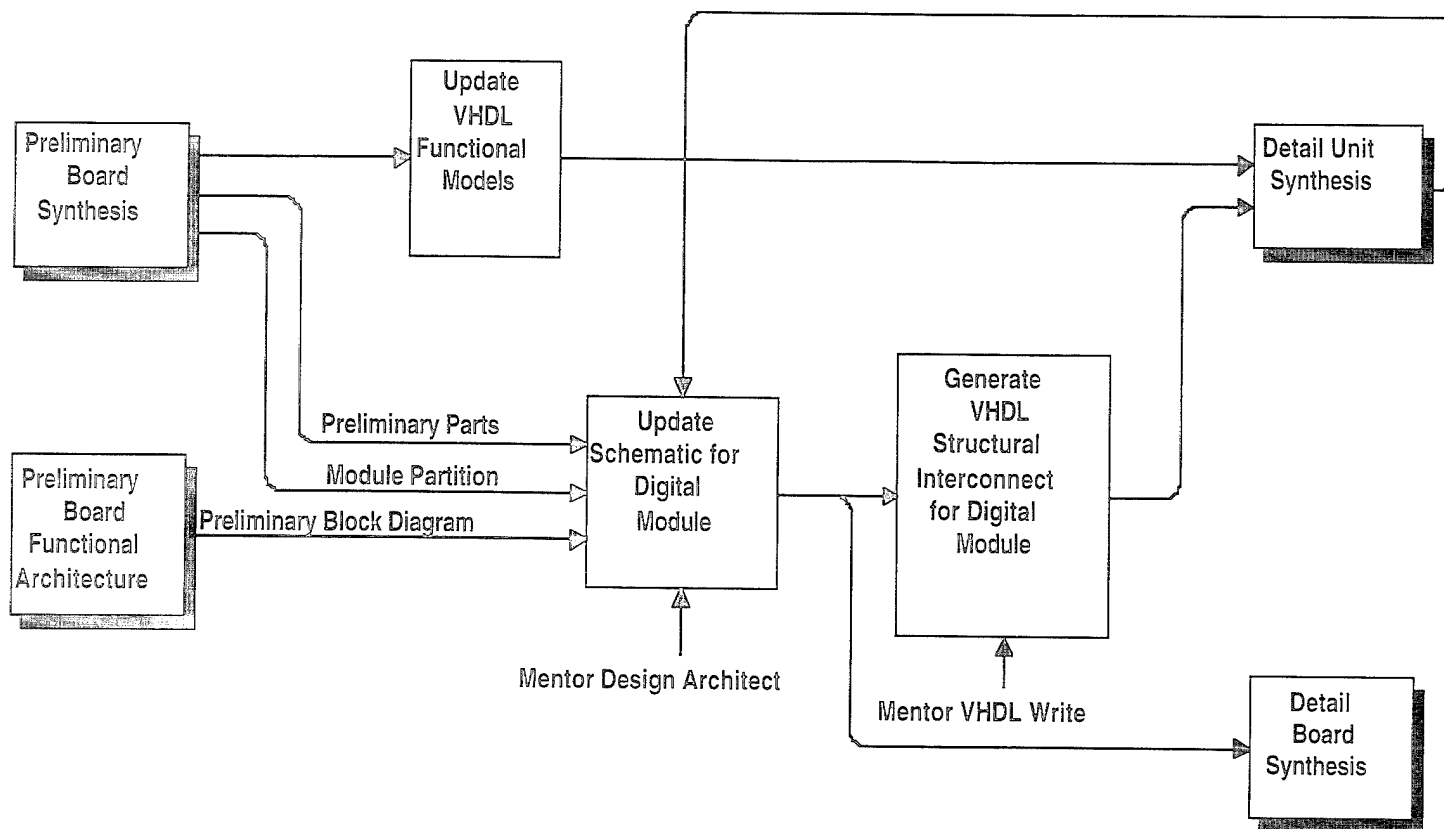 Update
VHDL
Functional
Models
Preliminary
Board
Synthesis
Detail Unit
Synthesis
Generate
VHDL
Structural
Interconnect
for Digital
Module
Update
Schematic for
Digital
Module
Preliminary Parts
Module Partition
Preliminary Block Diagram
Preliminary
Board
Functional
Architecture
Mentor Design Architect
Mentor VHDL Write
Detail
Board
Synthesis